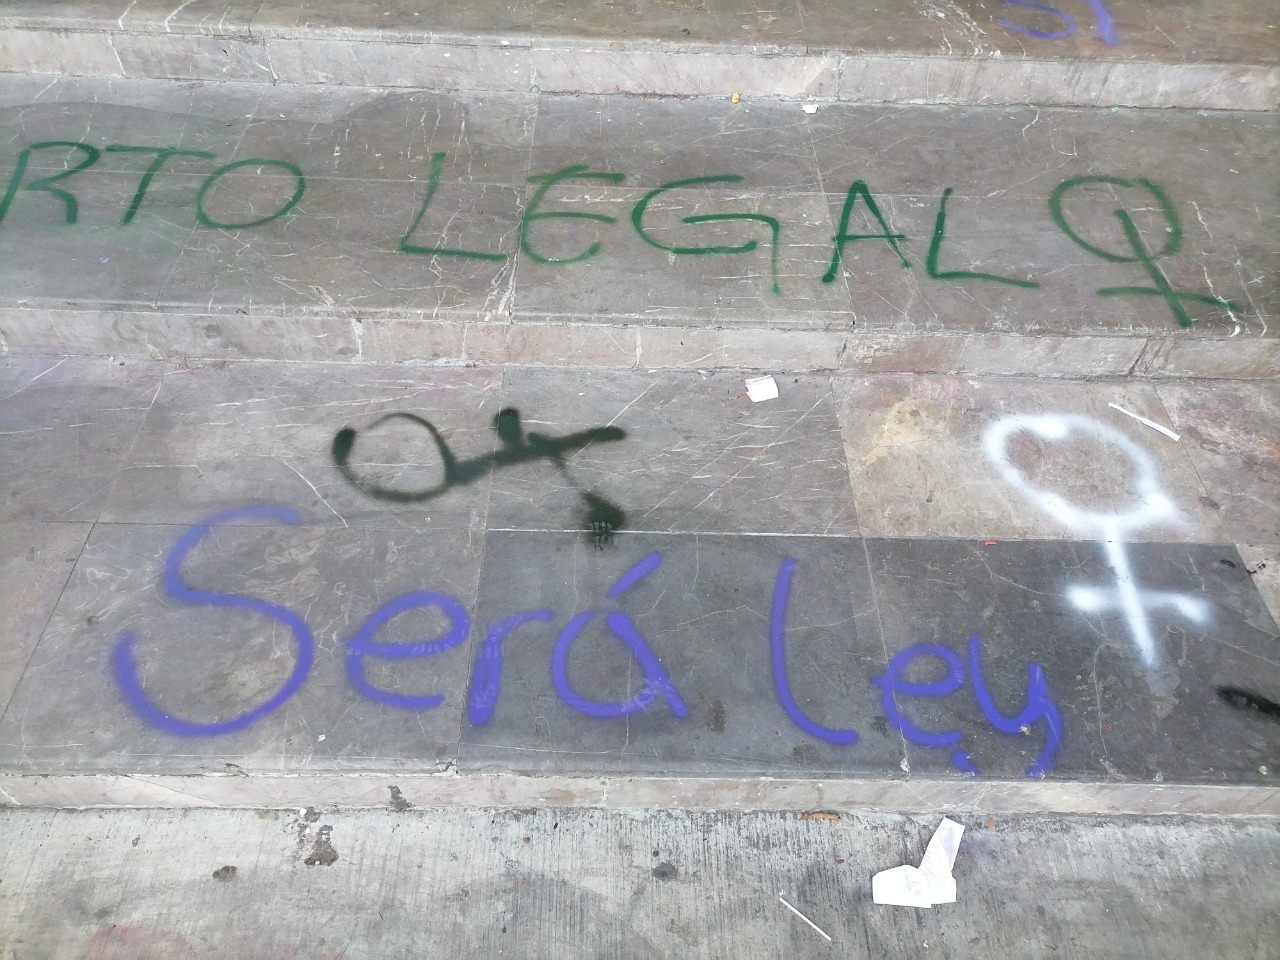 RTO LEGAL ♀
Será ley